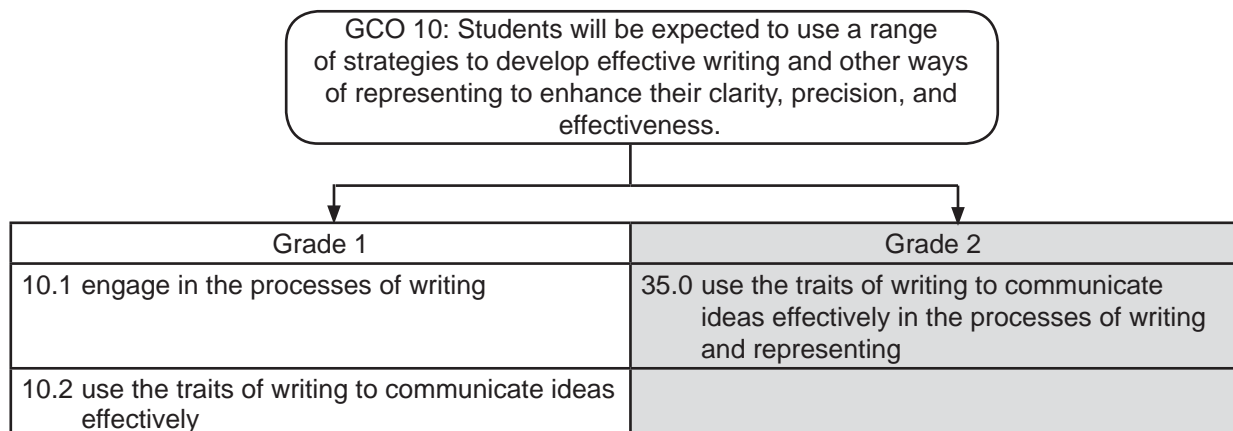 GCO 10: Students will be expected to use a range
of strategies to develop effective writing and other ways
of representing to enhance their clarity, precision, and
effectiveness.
Grade 1
Grade 2
10.1 engage in the processes of writing
35.0 use the traits of writing to communicate
ideas effectively in the processes of writing
and representing
10.2 use the traits of writing to communicate ideas
effectively